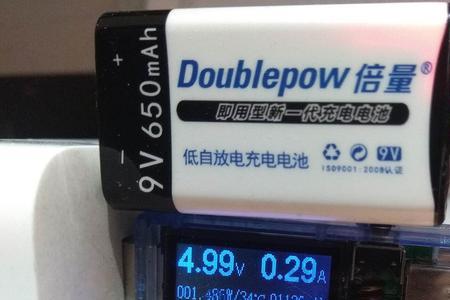 +
9V 650mAh
−
Doublepow 倍量®
即用型新一代充电电池
低自放电充电电池
9V
ISO9001:2008认证
4.99V 0.29A